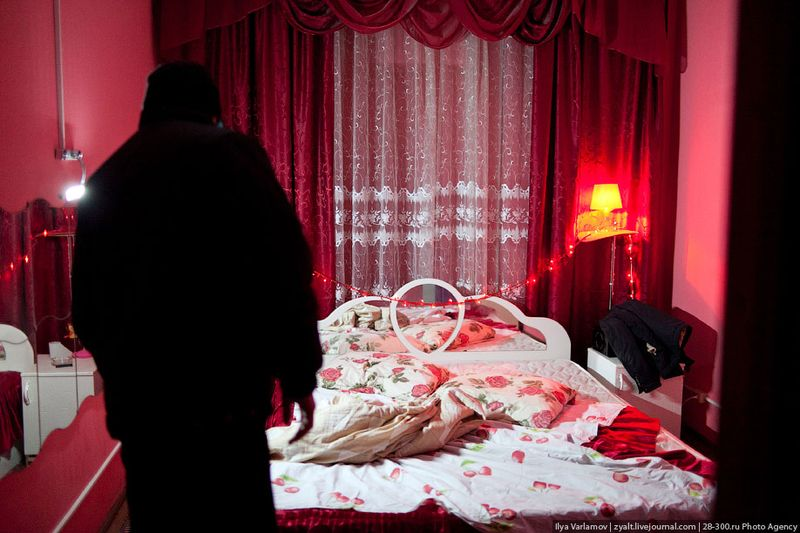 Ilya Varlamov | zyalt.livejournal.com | 28-300.ru Photo Agency